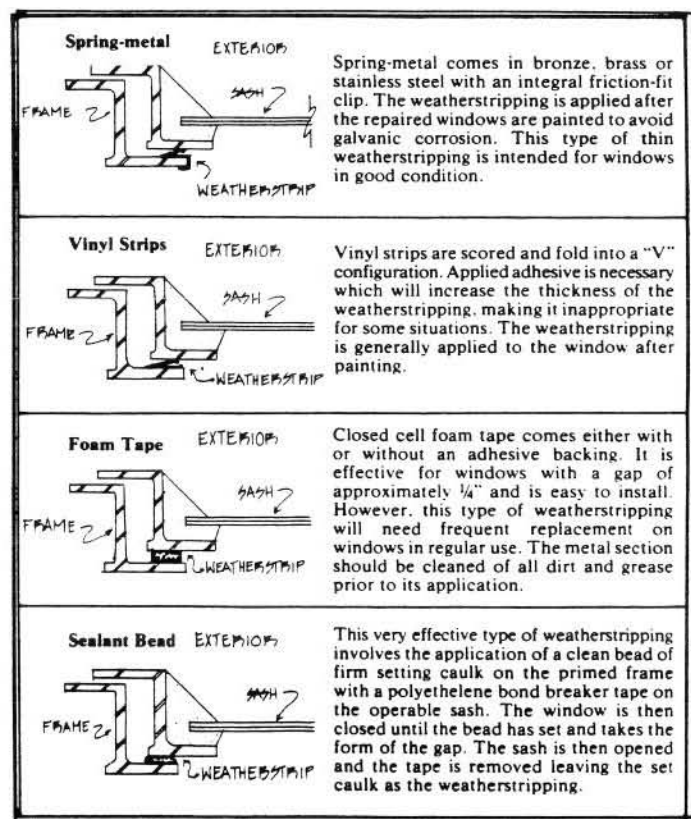 Spring-metal
EXTERIOR
SASH
FRAME
WEATHERSTRIP
Spring-metal comes in bronze, brass or
stainless steel with an integral friction-fit
clip. The weatherstripping is applied after
the repaired windows are painted to avoid
galvanic corrosion. This type of thin
weatherstripping is intended for windows
in good condition.
Vinyl Strips
EXTERIOR
SASH
FRAME
WEATHERSTRIP
Vinyl strips are scored and fold into a "V"
configuration. Applied adhesive is necessary
which will increase the thickness of the
weatherstripping, making it inappropriate
for some situations. The weatherstripping
is generally applied to the window after
painting.
Foam Tape
EXTERIOR
SASH
FRAME
WEATHERSTRIP
Closed cell foam tape comes either with
or without an adhesive backing. It is
effective for windows with a gap of
approximately ¼" and is easy to install.
However, this type of weatherstripping
will need frequent replacement on
windows in regular use. The metal section
should be cleaned of all dirt and grease
prior to its application.
Sealant Bead
EXTERIOR
SASH
FRAME
WEATHERSTRIP
This very effective type of weatherstripping
involves the application of a clean bead of
firm setting caulk on the primed frame
with a polyethelene bond breaker tape on
the operable sash. The window is then
closed until the bead has set and takes the
form of the gap. The sash is then opened
and the tape is removed leaving the set
caulk as the weatherstripping.